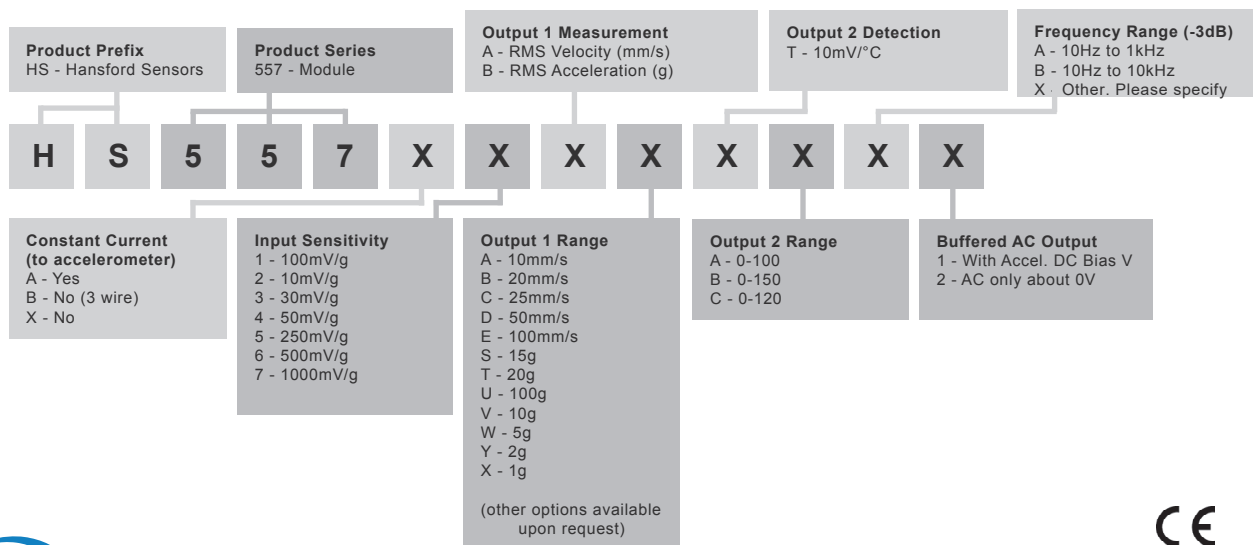 Product Prefix
HS - Hansford Sensors
Product Series
557 - Module
Output 1 Measurement
A - RMS Velocity (mm/s)
B - RMS Acceleration (g)
Output 2 Detection
T - 10mV/°C
Frequency Range (-3dB)
A - 10Hz to 1kHz
B - 10Hz to 10kHz
X - Other. Please specify
H S 5 5 7 X X X X X X X X
Constant Current
(to accelerometer)
A - Yes
B - No (3 wire)
X - No
Input Sensitivity
1 - 100mV/g
2 - 10mV/g
3 - 30mV/g
4 - 50mV/g
5 - 250mV/g
6 - 500mV/g
7 - 1000mV/g
Output 1 Range
A - 10mm/s
B - 20mm/s
C - 25mm/s
D - 50mm/s
E - 100mm/s
S - 15g
T - 20g
U - 100g
V - 10g
W - 5g
Y - 2g
X - 1g
(other options available
upon request)
Output 2 Range
A - 0-100
B - 0-150
C - 0-120
Buffered AC Output
1 - With Accel. DC Bias V
2 - AC only about 0V
CE